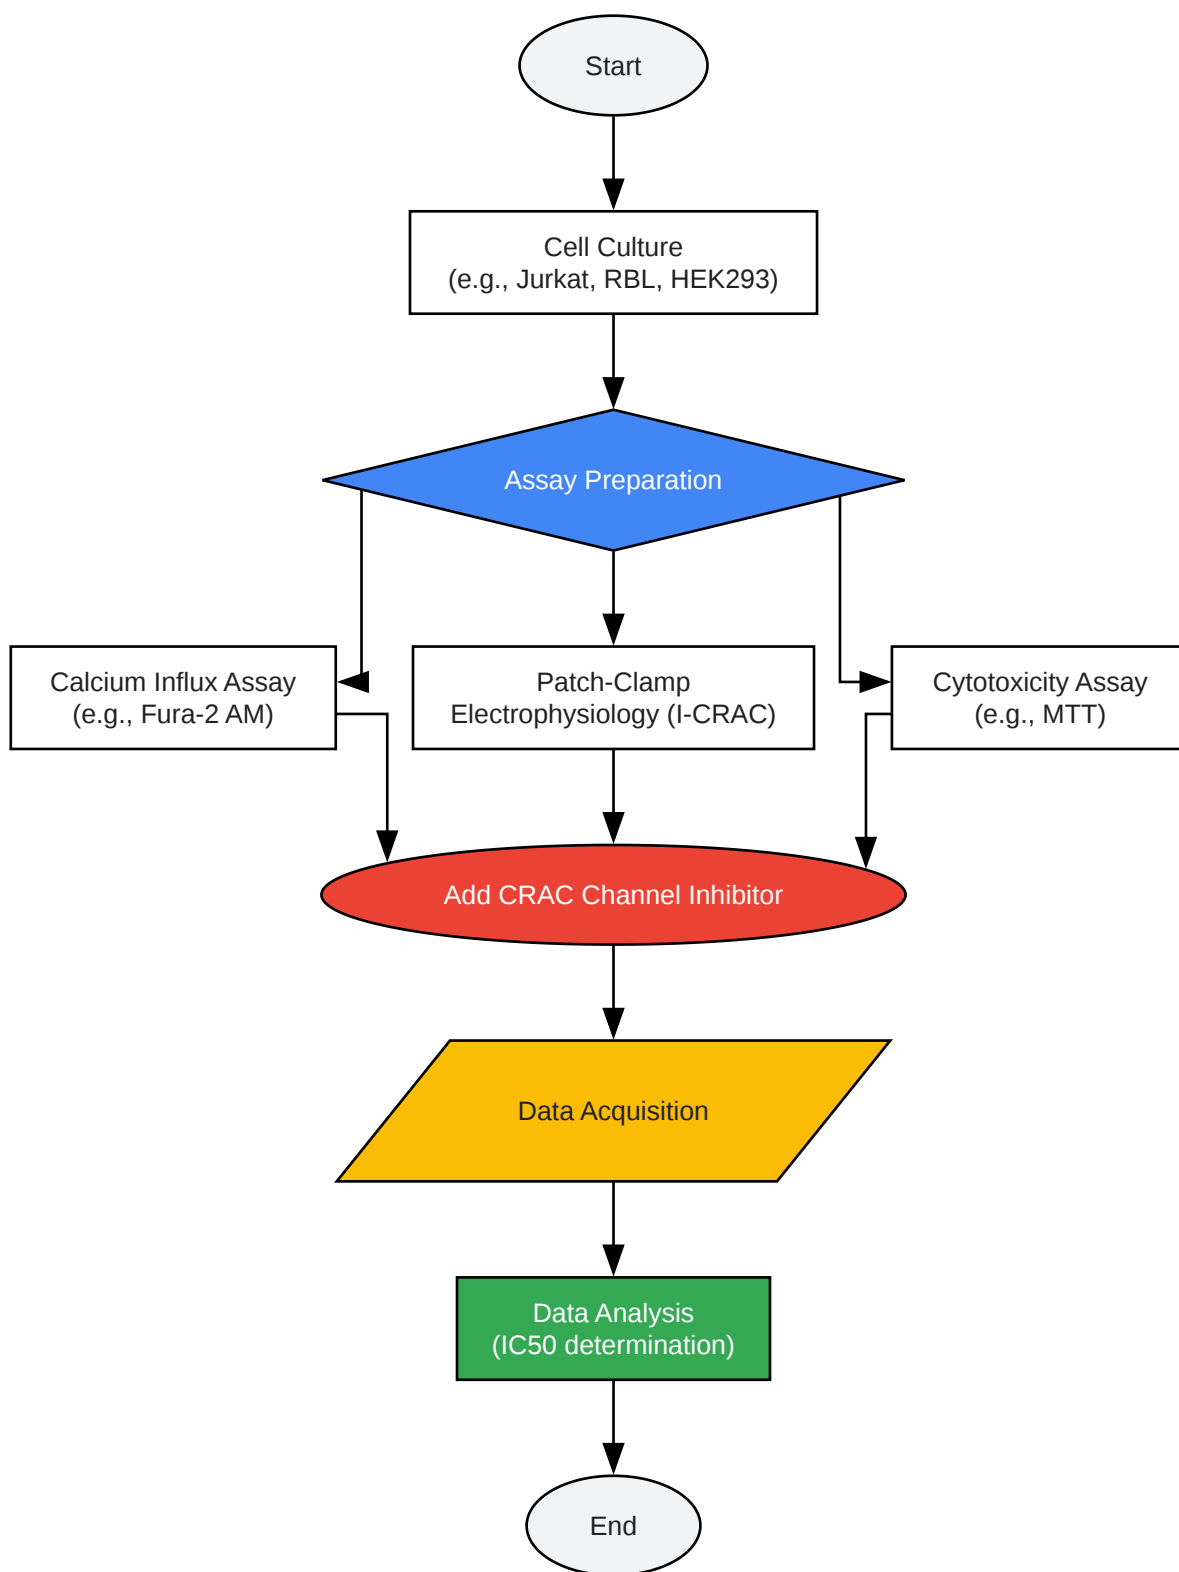 Start
Cell Culture
(e.g., Jurkat, RBL, HEK293)
Assay Preparation
Calcium Influx Assay
(e.g., Fura-2 AM)
Patch-Clamp
Electrophysiology (I-CRAC)
Cytotoxicity Assay
(e.g., MTT)
Add CRAC Channel Inhibitor
Data Acquisition
Data Analysis
(IC50 determination)
End